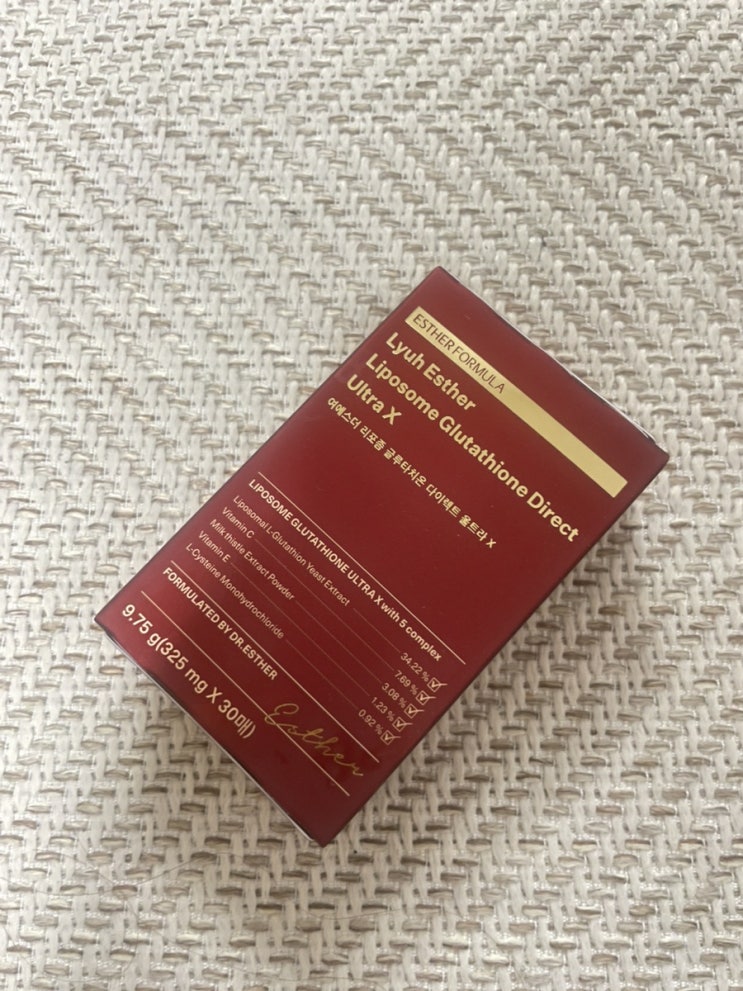 ESTHER FORMULA
Lyuh Esther
Liposome Glutathione Direct
Ultra X
여에스더 리포좀 글루타치온 다이렉트 울트라 X
LIPOSOME GLUTATHIONE ULTRA X with 5 complex
Liposomal L-Glutathion Yeast Extract 34.22 %
Vitamin C 7.69 %
Milk thistle Extract Powder 3.08 %
Vitamin E 1.23 %
L-Cysteine Monohydrochloride 0.92 %
FORMULATED BY DR.ESTHER
9.75 g(325 mg X 30매)
Esther